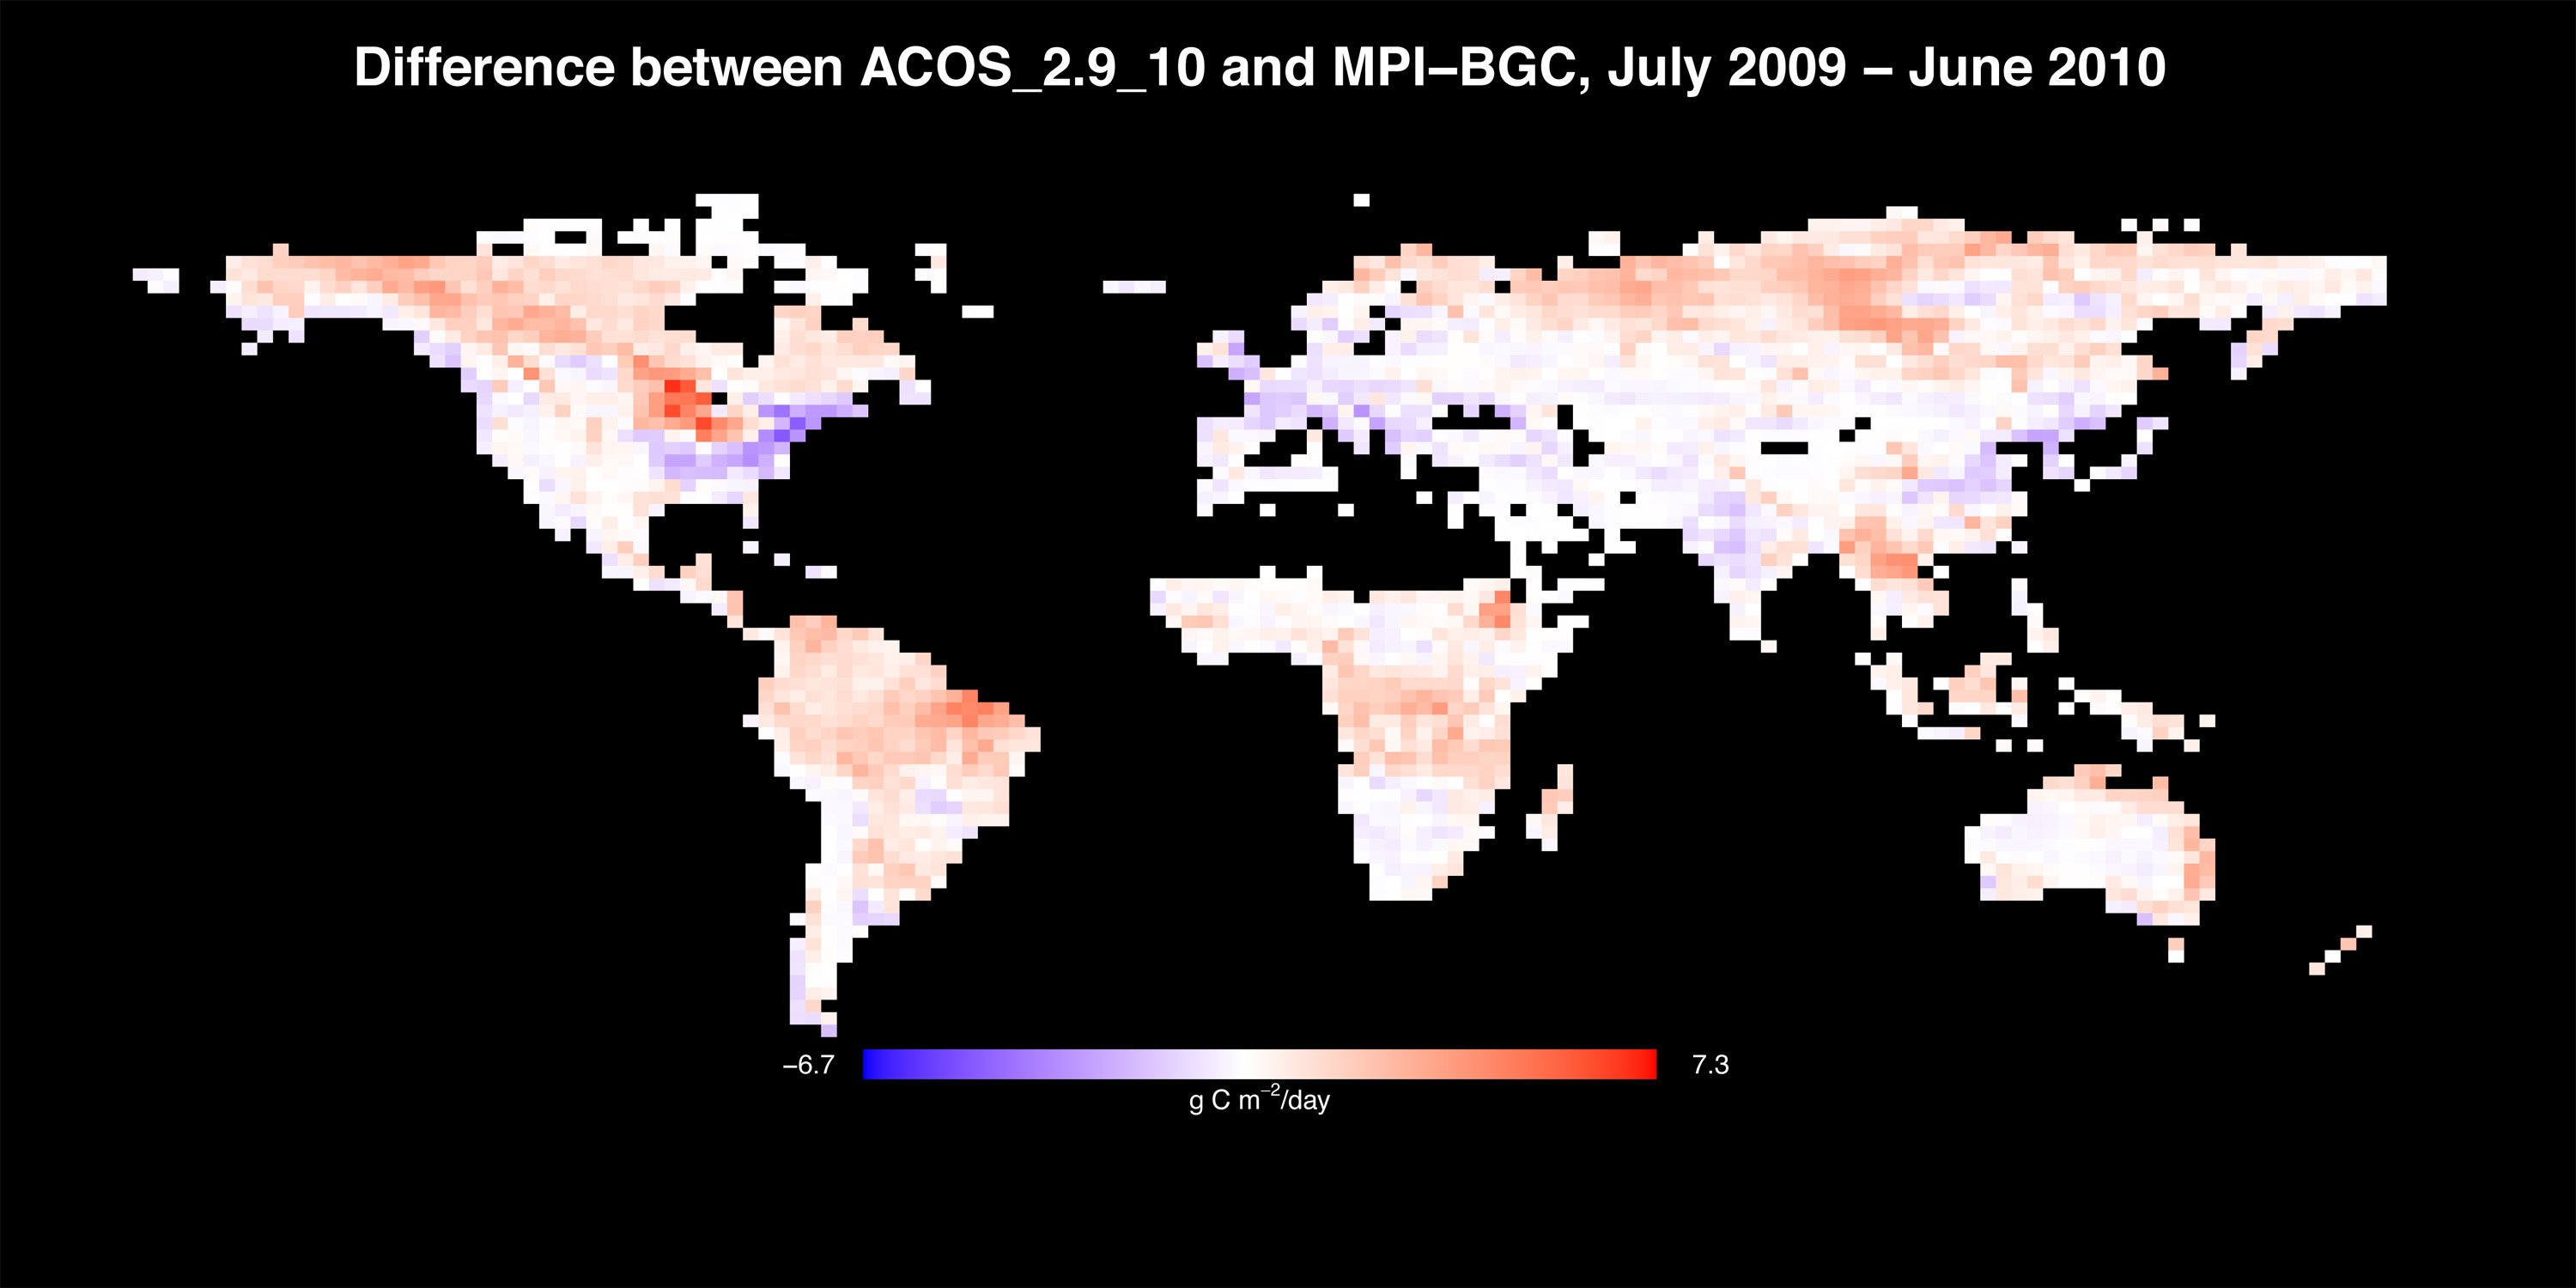 Difference between ACOS_2.9_10 and MPI−BGC, July 2009 − June 2010
−6.7 7.3
g C m⁻²/day